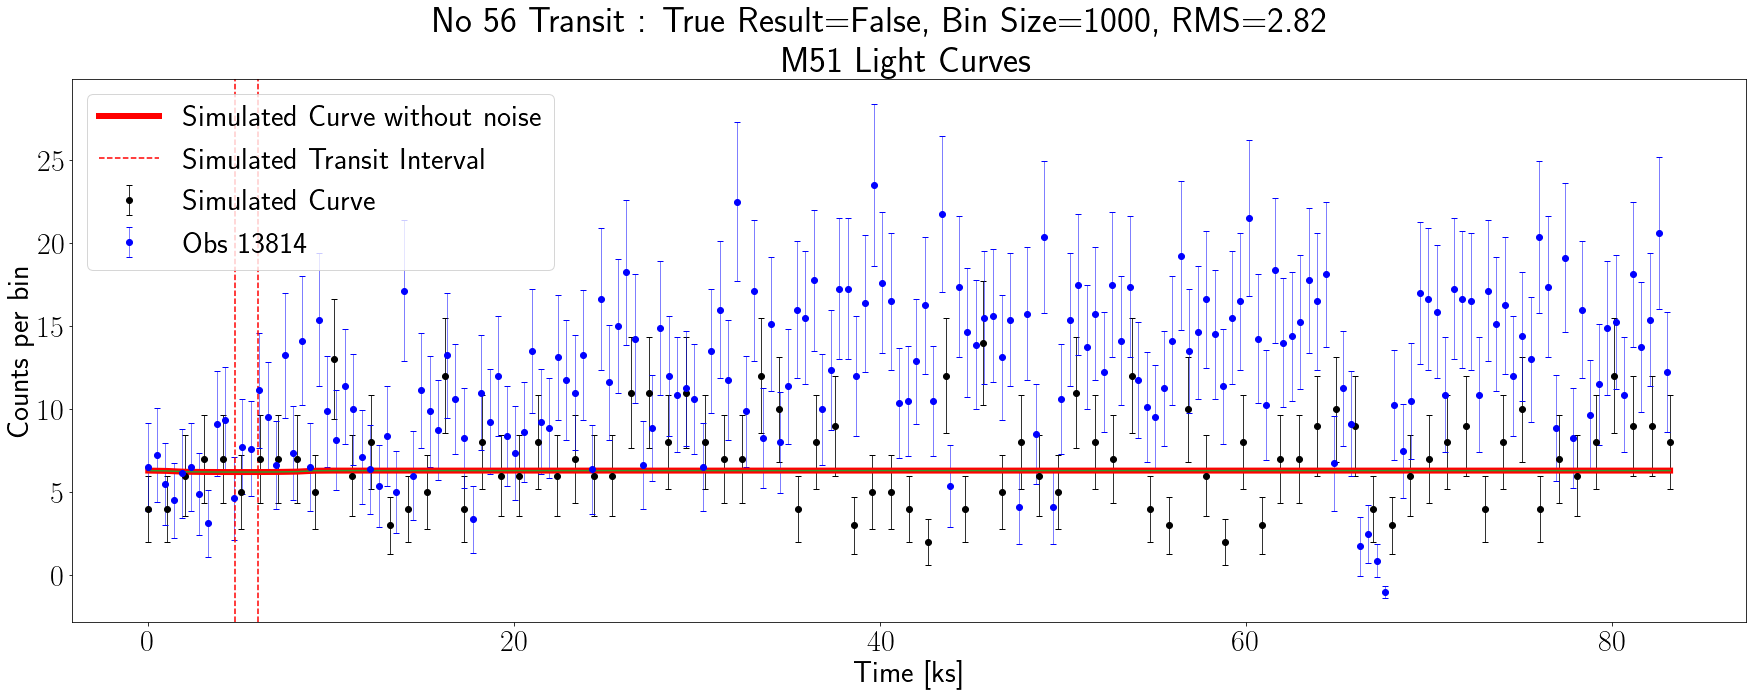 No 56 Transit : True Result=False, Bin Size=1000, RMS=2.82
M51 Light Curves
Simulated Curve without noise
Simulated Transit Interval
Simulated Curve
Obs 13814
Counts per bin
25
20
15
10
5
0
0 20 40 60 80
Time [ks]